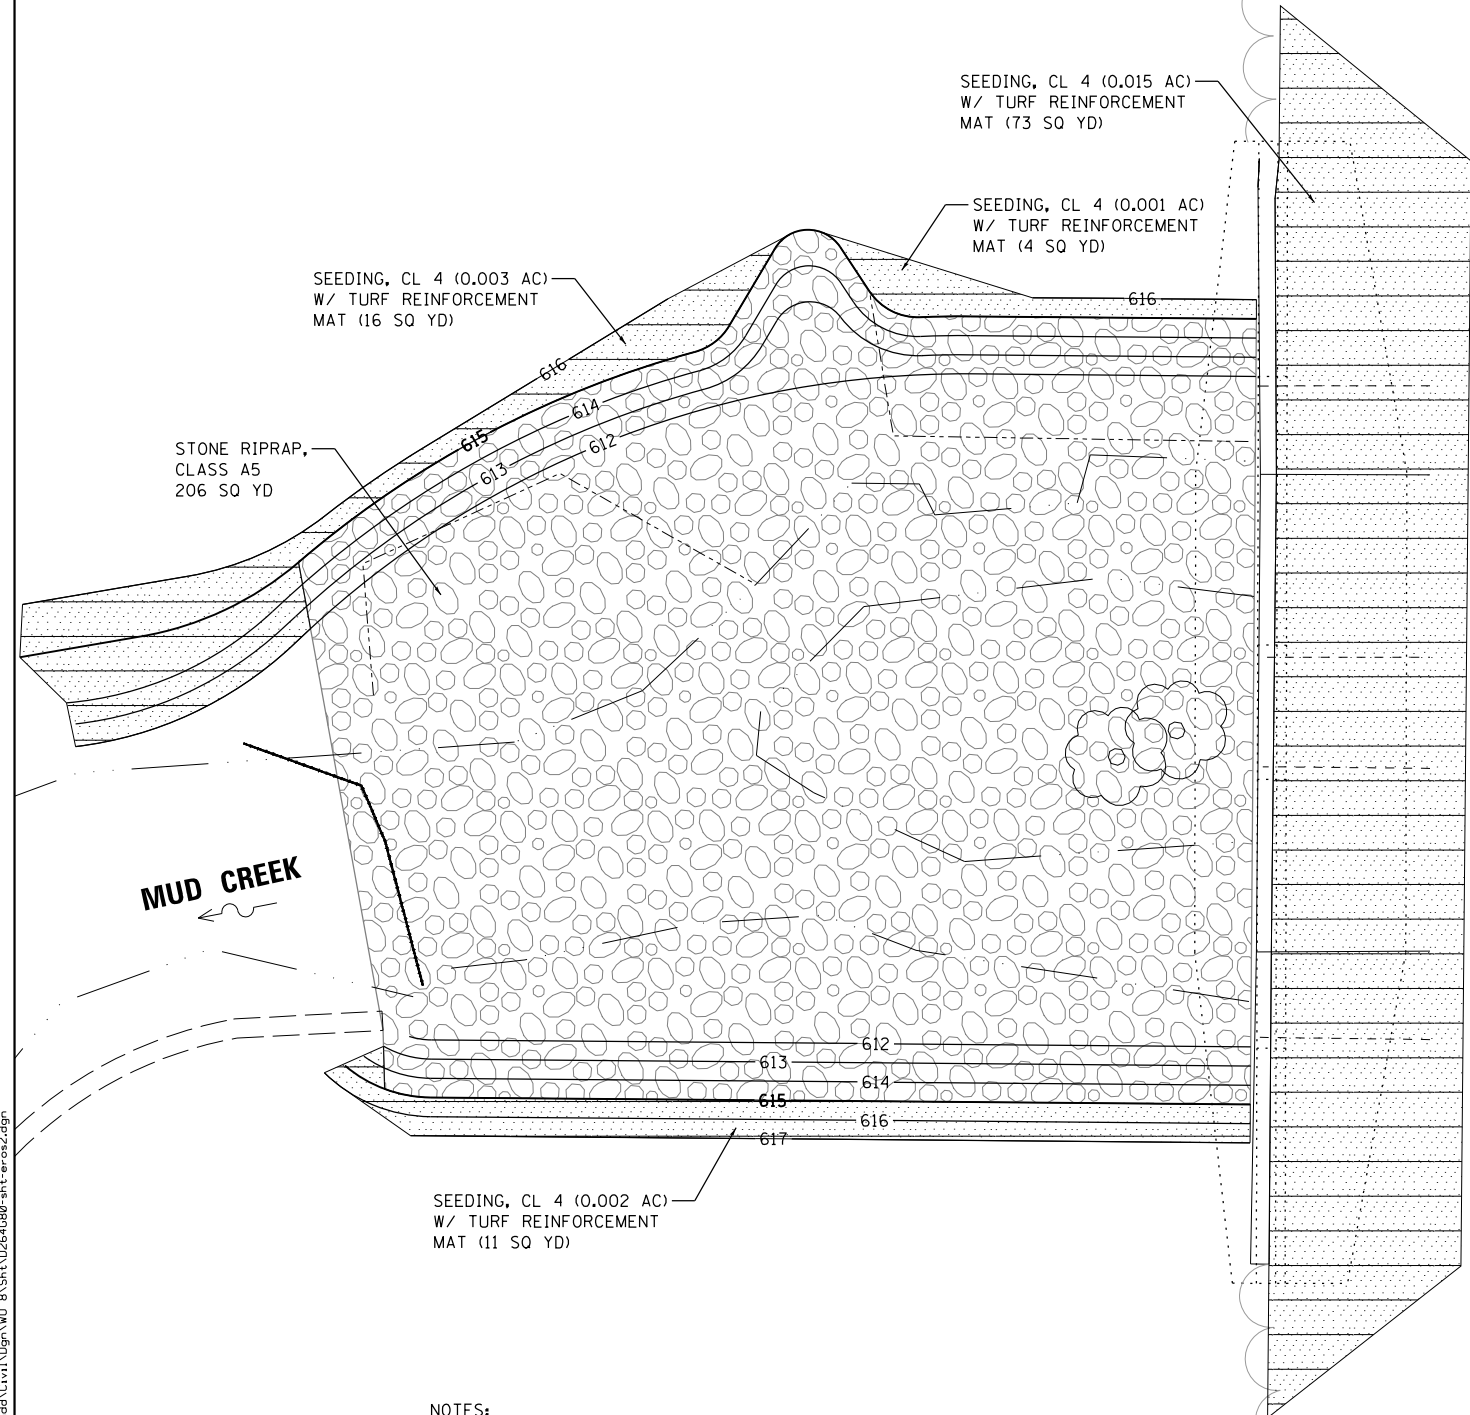 SEEDING, CL 4 (0.015 AC)
W/ TURF REINFORCEMENT
MAT (73 SQ YD)
SEEDING, CL 4 (0.001 AC)
W/ TURF REINFORCEMENT
MAT (4 SQ YD)
SEEDING, CL 4 (0.003 AC)
W/ TURF REINFORCEMENT
MAT (16 SQ YD)
616
616
614
615
612
613
STONE RIPRAP,
CLASS A5
206 SQ YD
MUD CREEK
612
613
614
615
616
617
SEEDING, CL 4 (0.002 AC)
W/ TURF REINFORCEMENT
MAT (11 SQ YD)
NOTES: